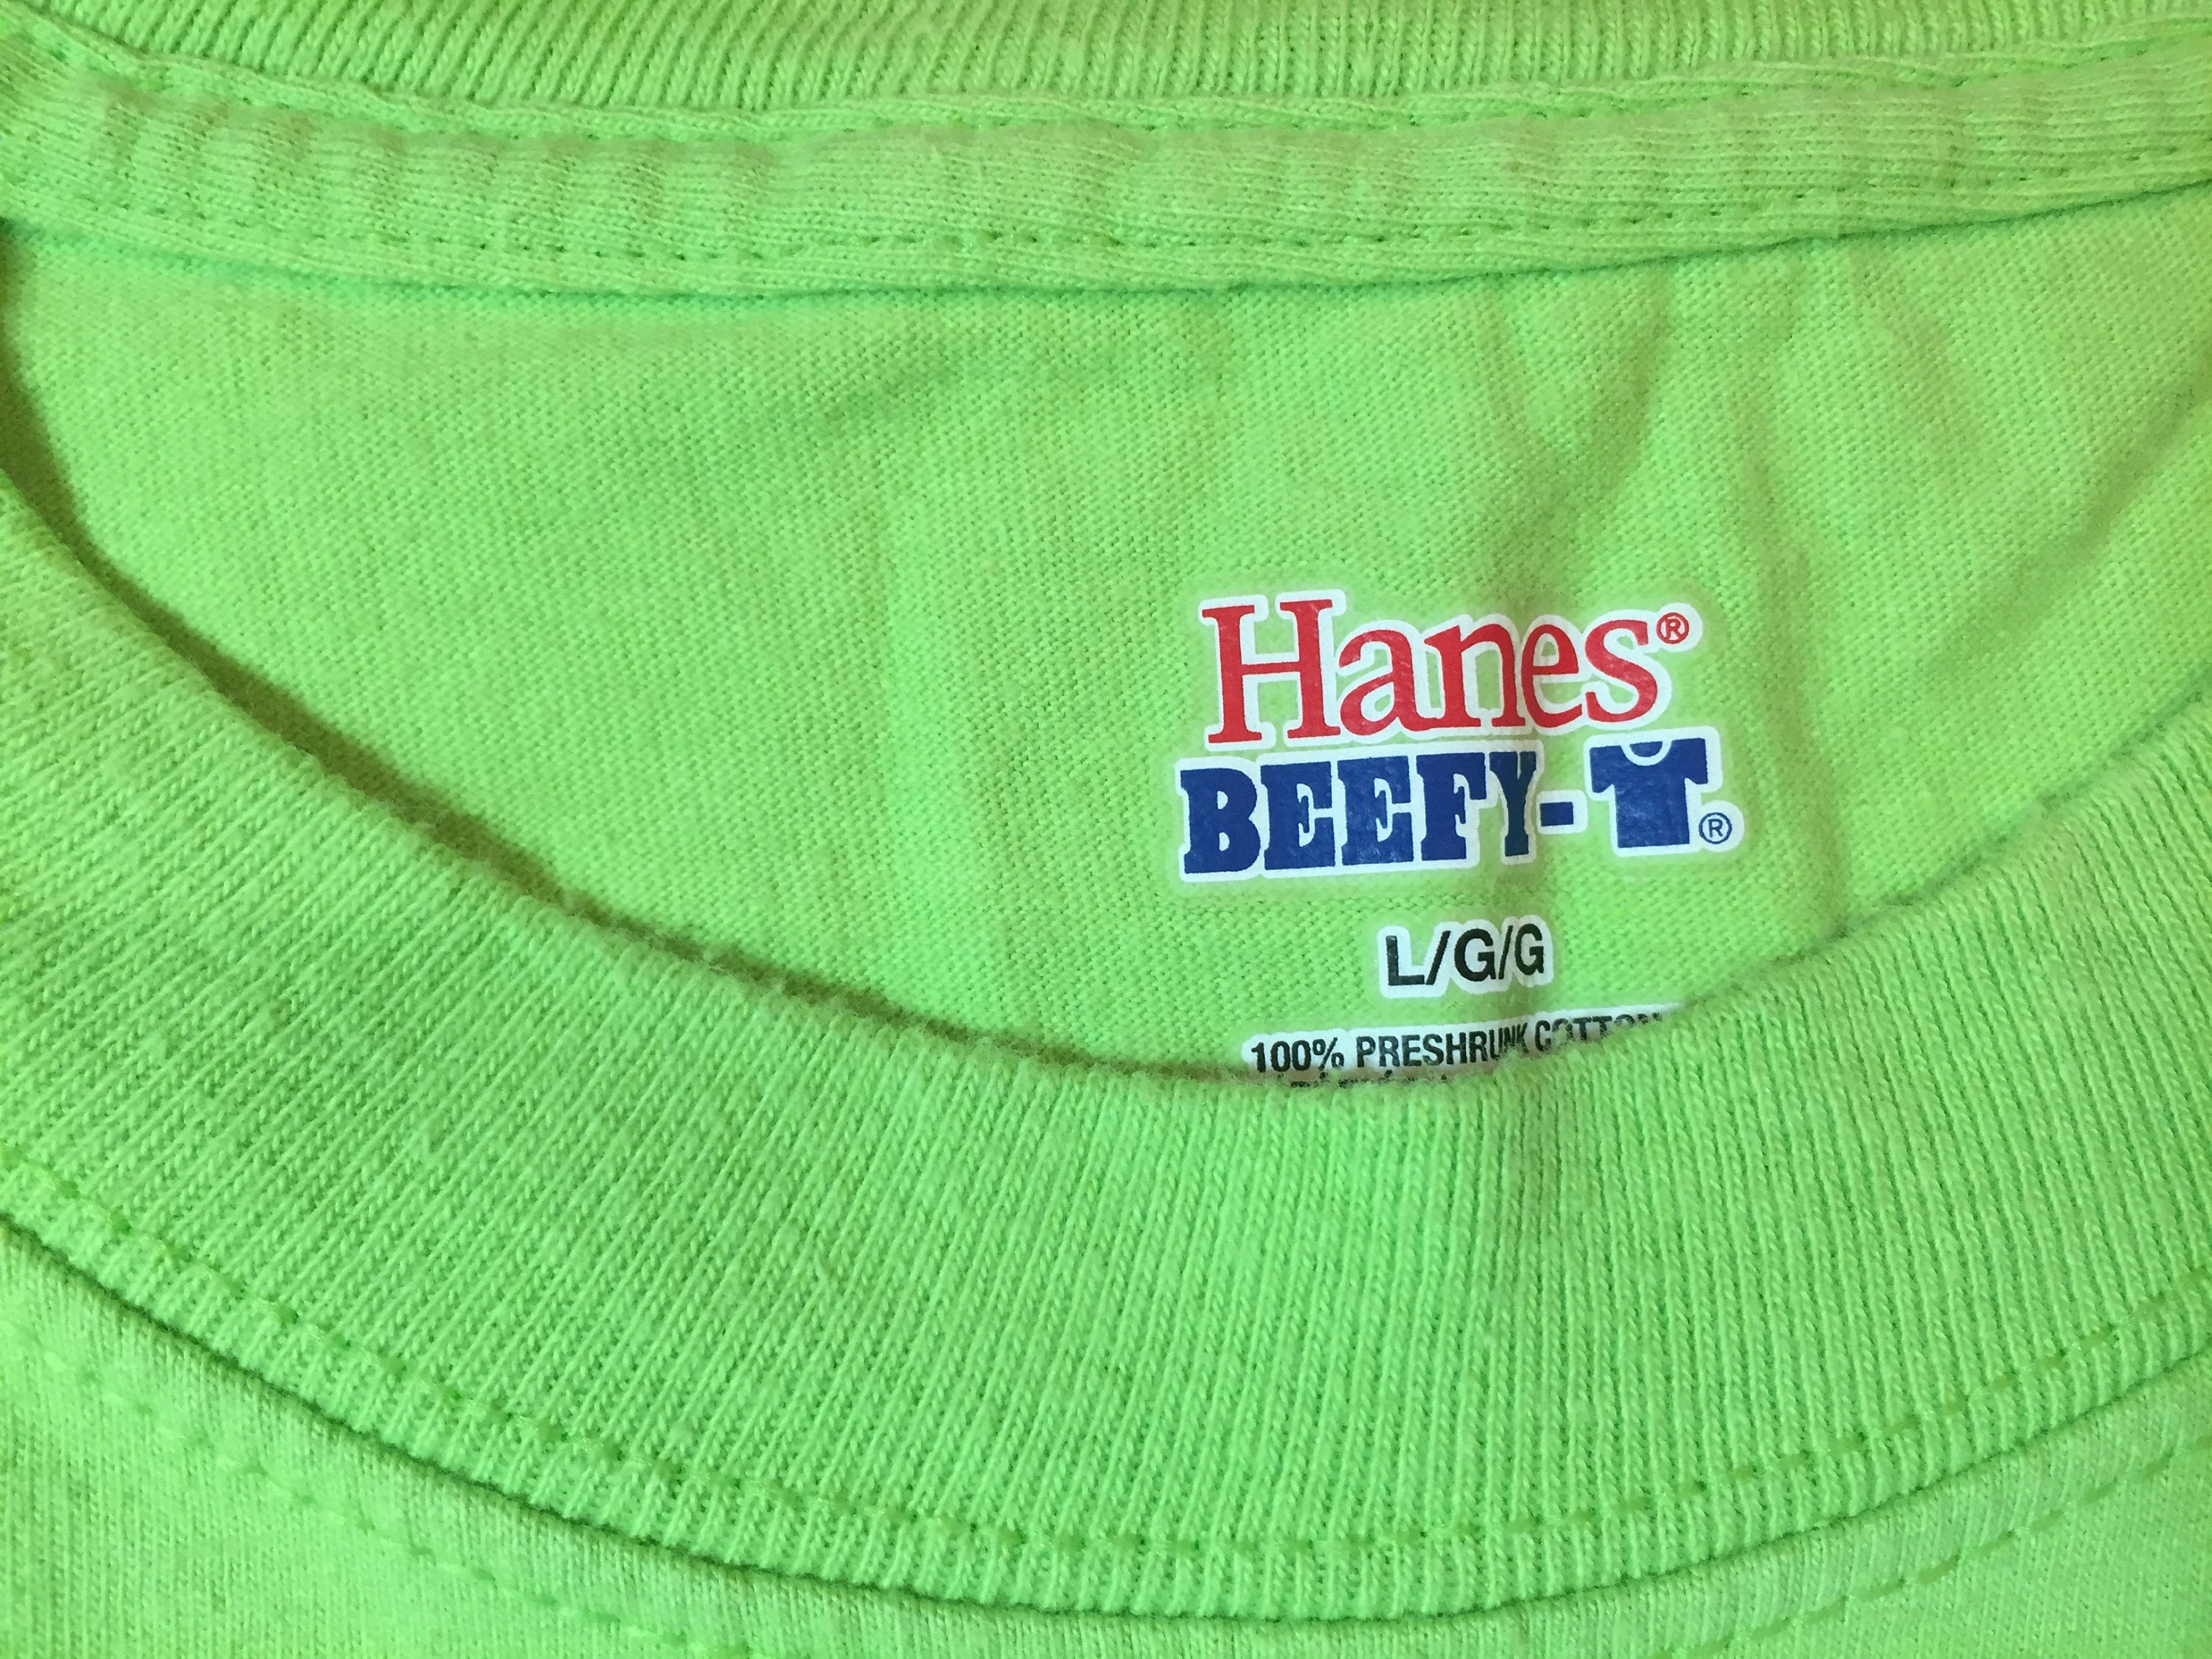 Hanes®
BEEFY-T®
L/G/G
100% PRESHRUNK COTTON